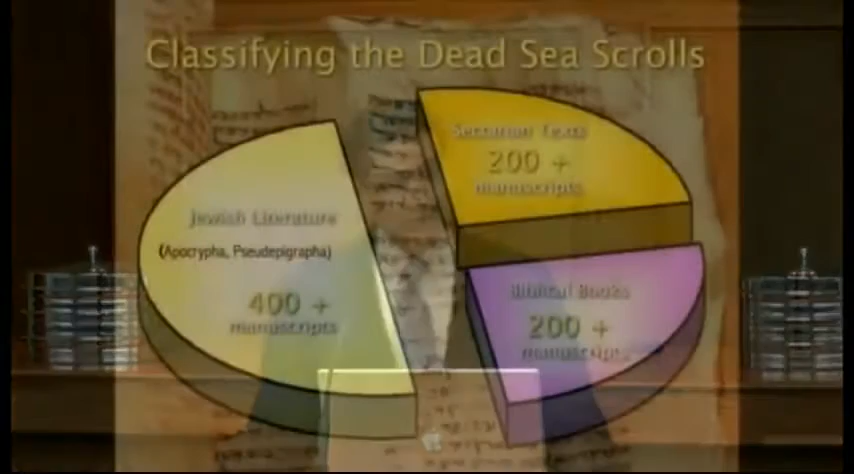 Classifying the Dead Sea Scrolls
Sectarian Texts
200 +
manuscripts
Jewish Literature
(Apocrypha, Pseudepigrapha)
400 +
manuscripts
Biblical Books
200 +
manuscripts